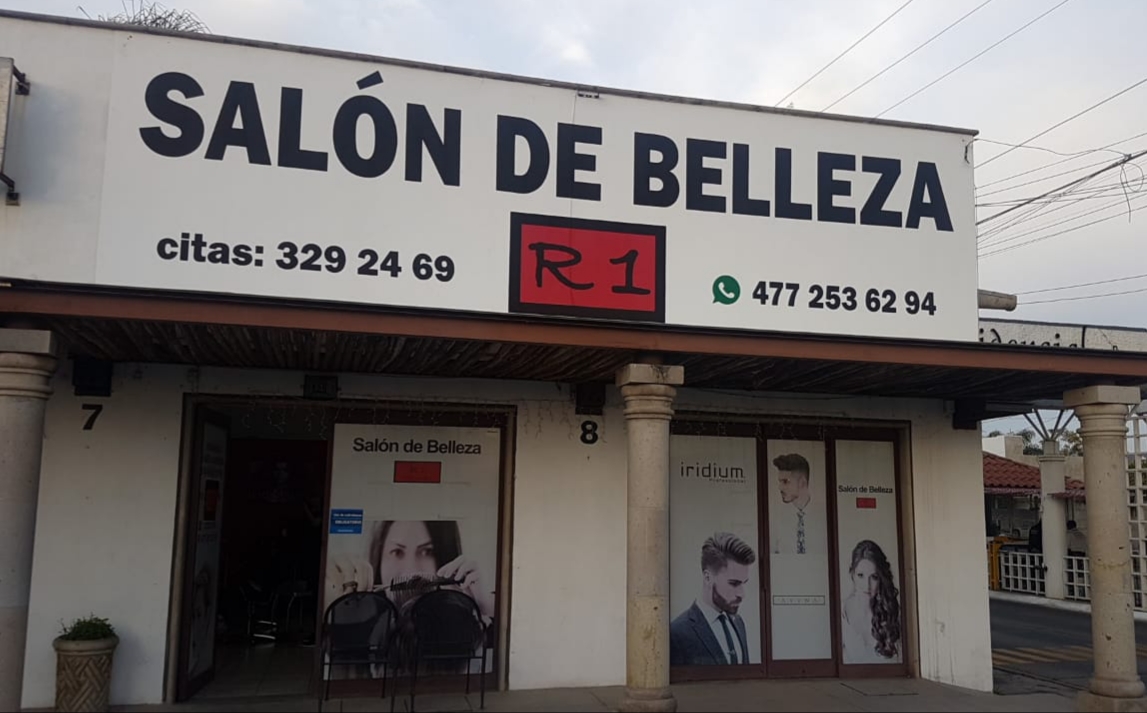 SALÓN DE BELLEZA
citas: 329 24 69
R1
477 253 62 94
7
8
Salón de Belleza
iridium
Professional
Salón de Belleza